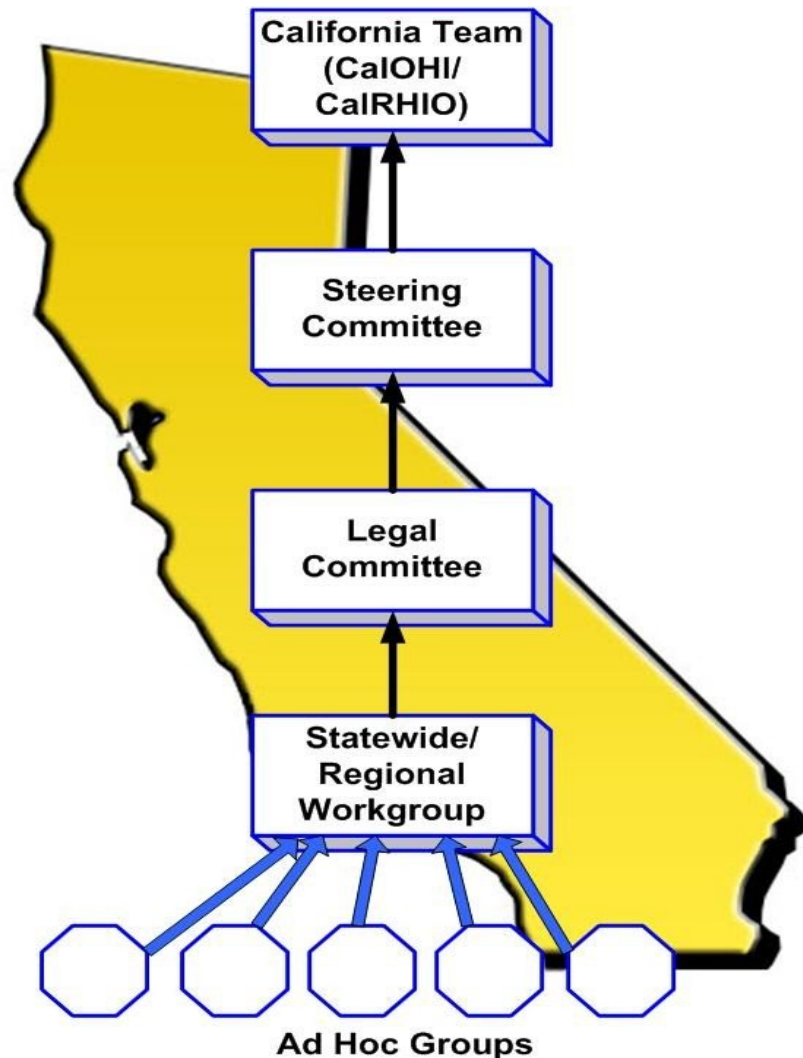 California Team
(CalOHI/
CalRHIO)
Steering
Committee
Legal
Committee
Statewide/
Regional
Workgroup
Ad Hoc Groups